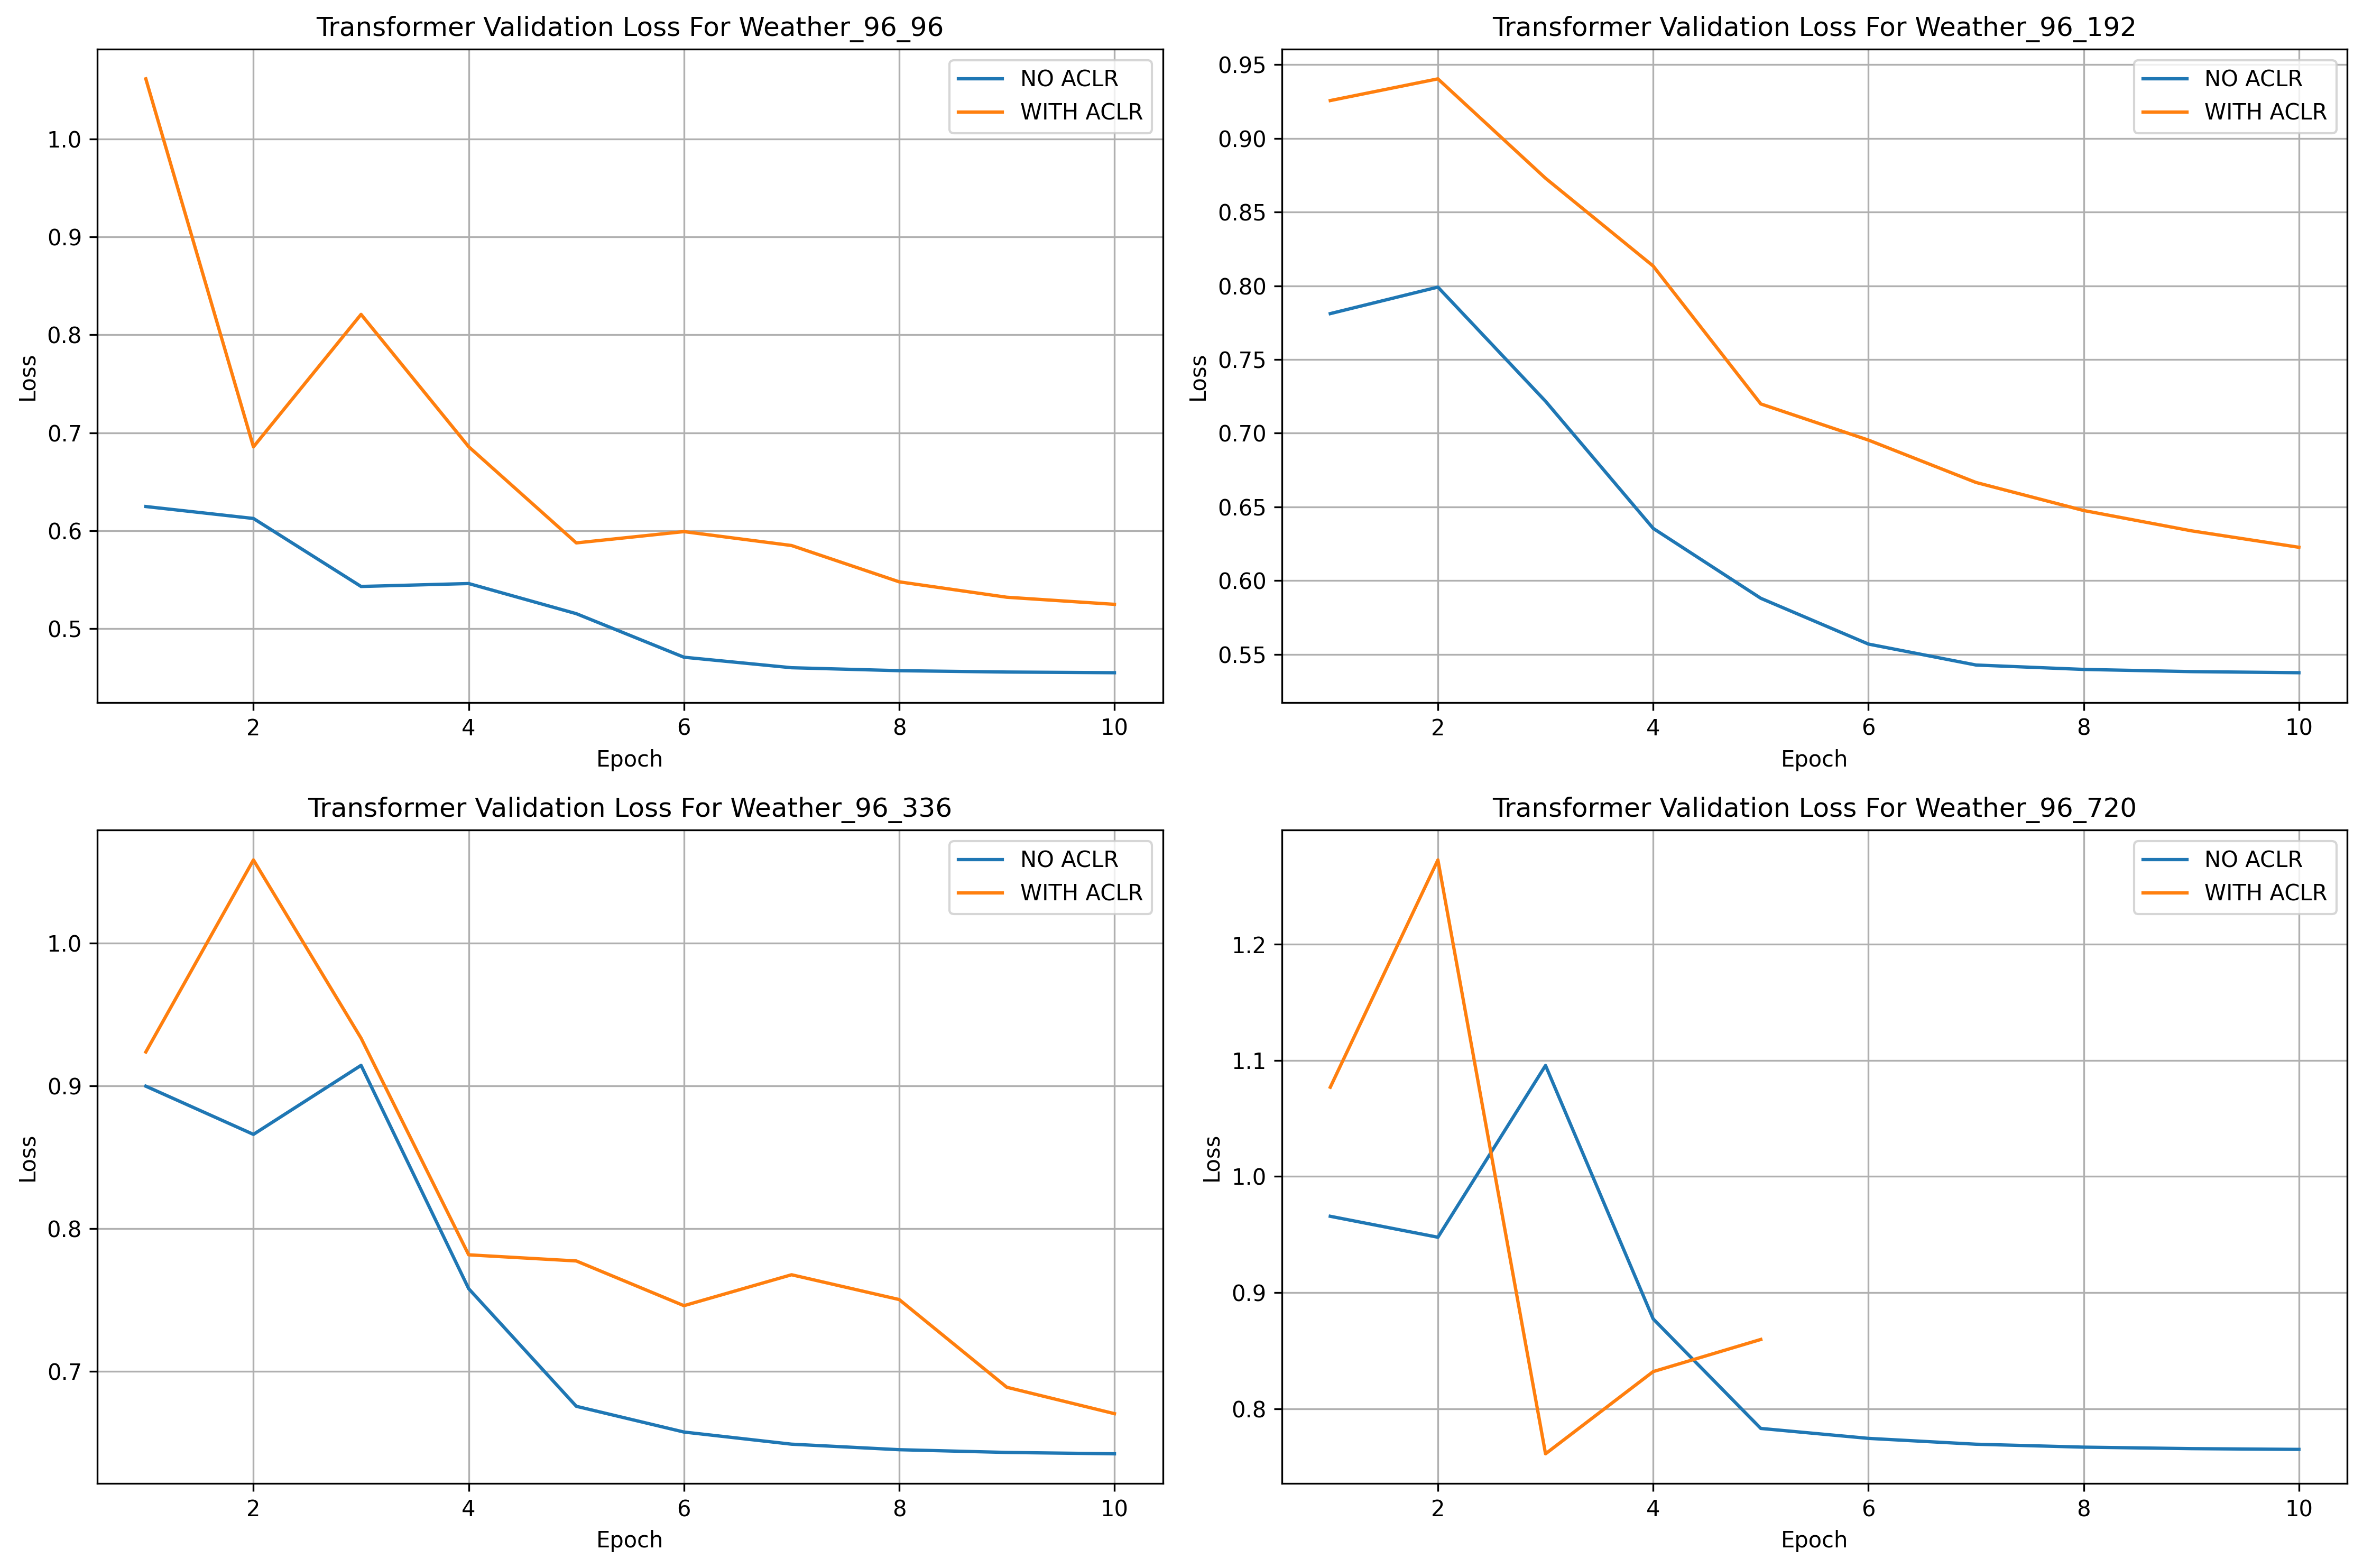 Transformer Validation Loss For Weather_96_96
NO ACLR
WITH ACLR
1.0
0.9
0.8
0.7
0.6
0.5
Loss
2 4 6 8 10
Epoch
Transformer Validation Loss For Weather_96_192
NO ACLR
WITH ACLR
0.95
0.90
0.85
0.80
0.75
0.70
0.65
0.60
0.55
Loss
2 4 6 8 10
Epoch
Transformer Validation Loss For Weather_96_336
NO ACLR
WITH ACLR
1.0
0.9
0.8
0.7
Loss
2 4 6 8 10
Epoch
Transformer Validation Loss For Weather_96_720
NO ACLR
WITH ACLR
1.2
1.1
1.0
0.9
0.8
Loss
2 4 6 8 10
Epoch